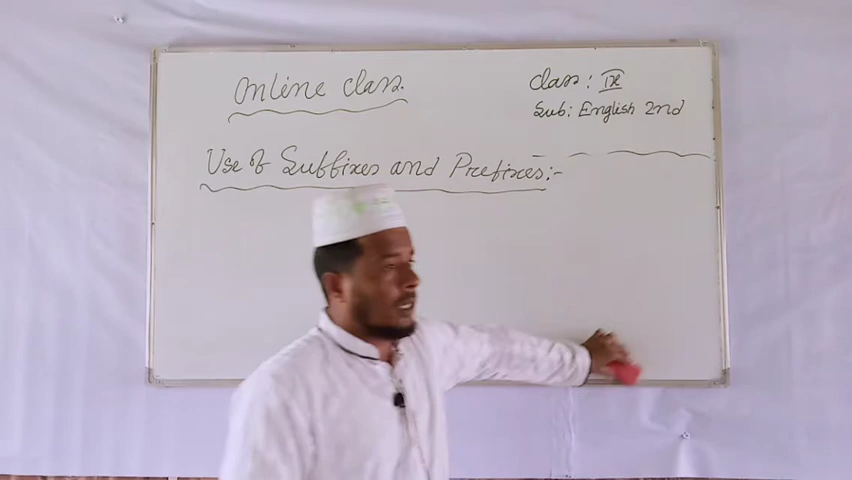 Online class.
Class: IX
Sub: English 2nd
Use of Suffixes and Prefixes:-